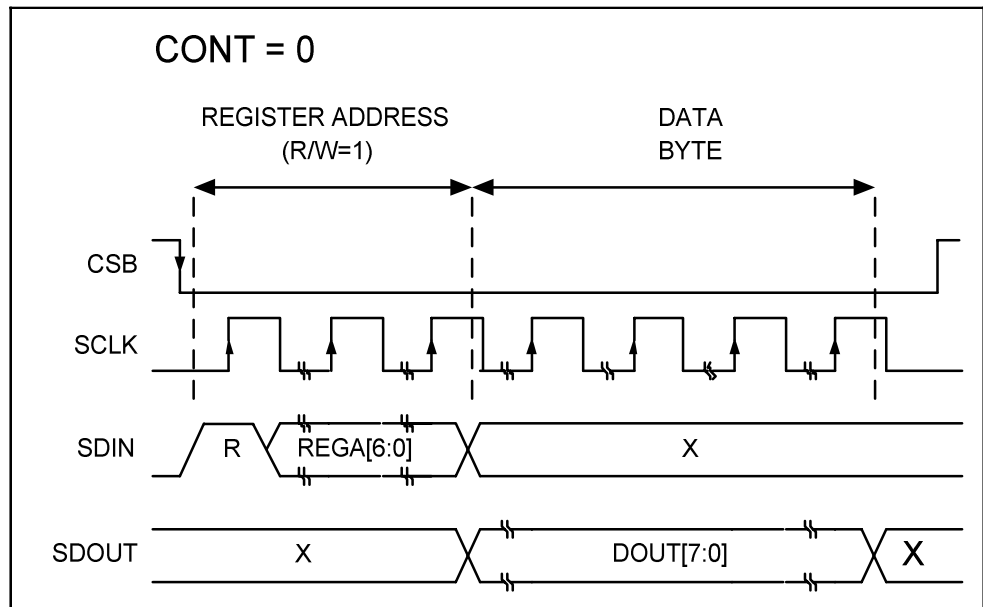 CONT = 0
REGISTER ADDRESS
(R/W=1)
DATA
BYTE
CSB
SCLK
SDIN
R
REGA[6:0]
X
SDOUT
X
DOUT[7:0]
X